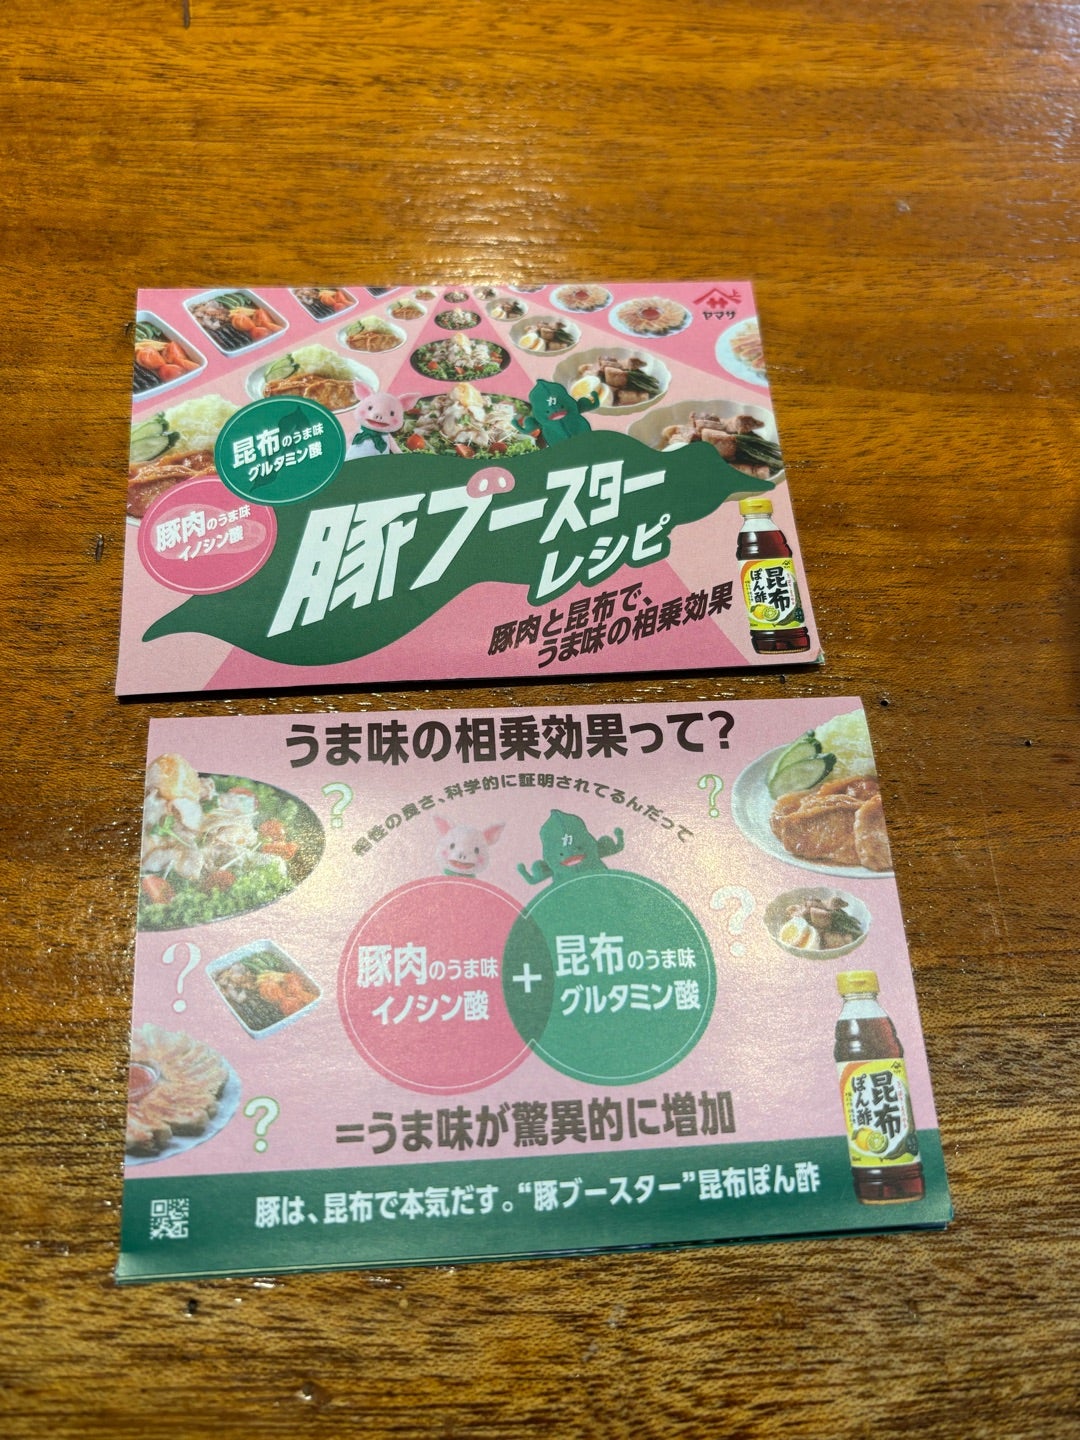 ヤマサ
昆布のうま味
グルタミン酸
豚肉のうま味
イノシン酸
カ
豚ブースター
レシピ
豚肉と昆布で、
うま味の相乗効果
昆布
ぽん酢
うま味の相乗効果って?
相性の良さ、科学的に証明されてるんだって
カ
豚肉のうま味
イノシン酸
+
昆布のうま味
グルタミン酸
=うま味が驚異的に増加
昆布
ぽん酢
豚は、昆布で本気だす。“豚ブースター”昆布ぽん酢